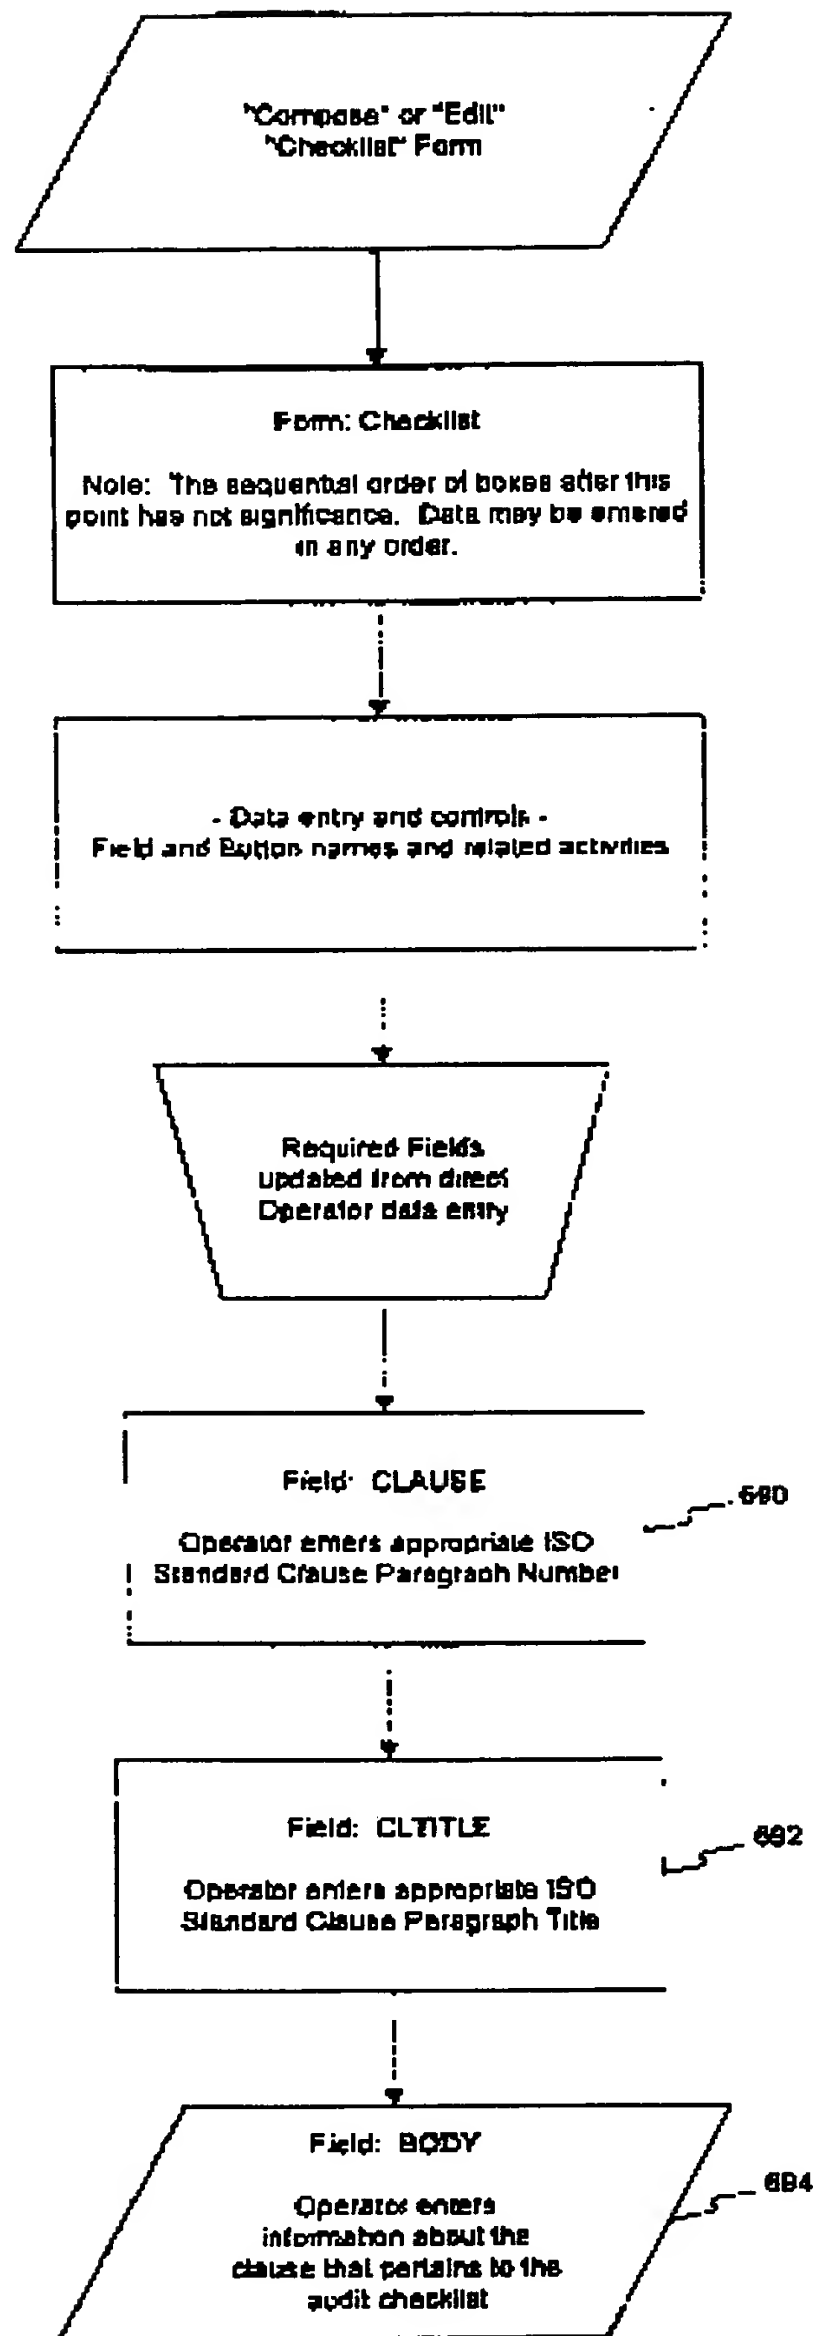 "Compose" or "Edit"
"Checklist" Form
Form: Checklist
Note: The sequential order of boxes after this
point has not significance. Data may be entered
in any order.
- Data entry and controls -
Field and Button names and related activities
Required Fields
updated from direct
Operator data entry
Field: CLAUSE
Operator enters appropriate ISO
Standard Clause Paragraph Number
690
Field: CLTITLE
Operator enters appropriate ISO
Standard Clause Paragraph Title
692
Field: BODY
Operator enters
information about the
clause that pertains to the
audit checklist
694